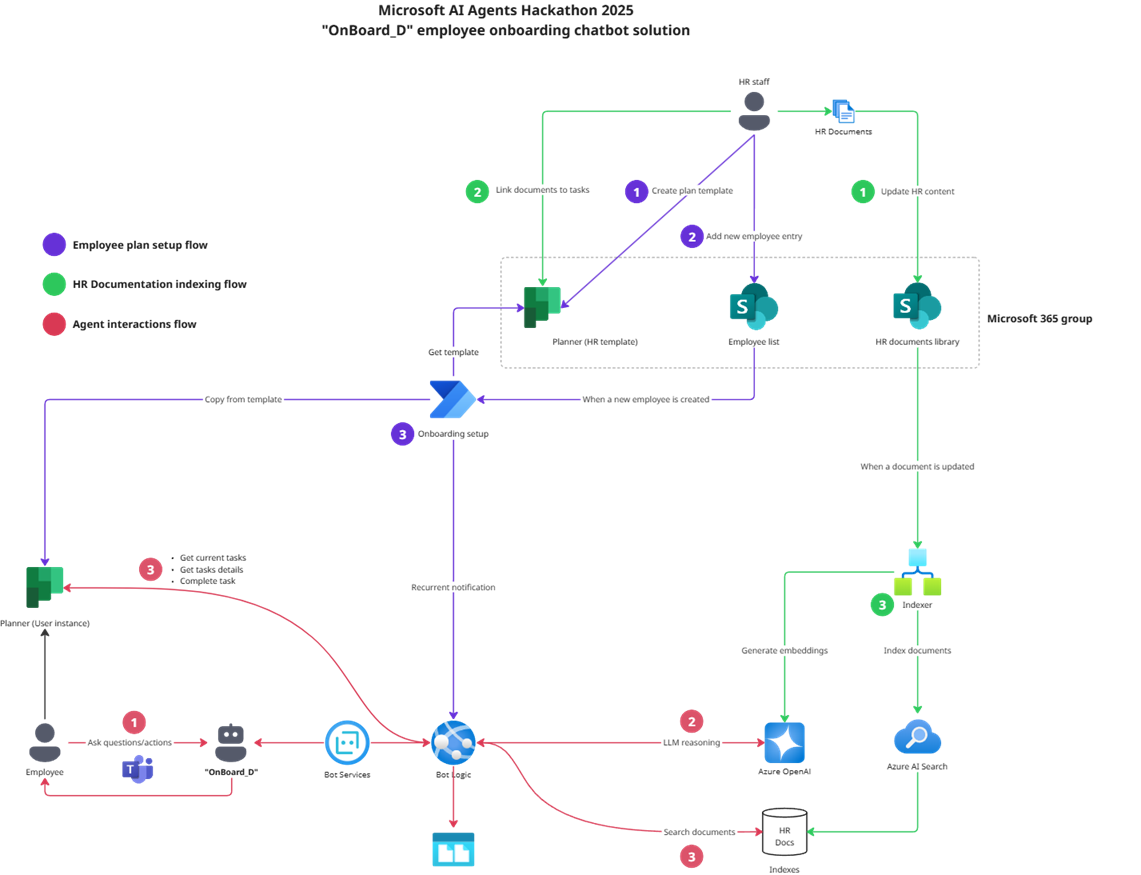 Microsoft AI Agents Hackathon 2025
"OnBoard_D" employee onboarding chatbot solution
HR staff
HR Documents
2 Link documents to tasks
1 Create plan template
1 Update HR content
2 Add new employee entry
Employee plan setup flow
HR Documentation indexing flow
Agent interactions flow
S
S
Microsoft 365 group
Planner (HR template)
Employee list
HR documents library
Get template
Copy from template
When a new employee is created
3 Onboarding setup
When a document is updated
3
• Get current tasks
• Get tasks details
• Complete task
Recurrent notification
Planner (User instance)
3
Indexer
Generate embeddings
Index documents
1
Ask questions/actions
T
2
LLM reasoning
Employee
"OnBoard_D"
Bot Services
Bot Logic
Azure OpenAI
Azure AI Search
Search documents
3
HR
Docs
Indexes